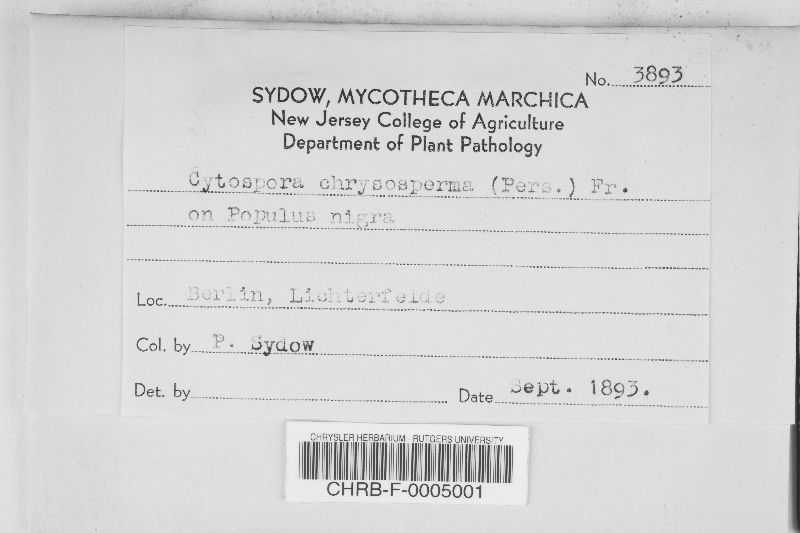 No. 3893
SYDOW, MYCOTHECA MARCHICA
New Jersey College of Agriculture
Department of Plant Pathology
Cytospora chrysosperma (Pers.) Fr.
on Populus nigra
Loc. Berlin, Lichterfelde
Col. by P. Sydow
Det. by
Date Sept. 1893.
CHRYSLER HERBARIUM - RUTGERS UNIVERSITY
CHRB-F-0005001